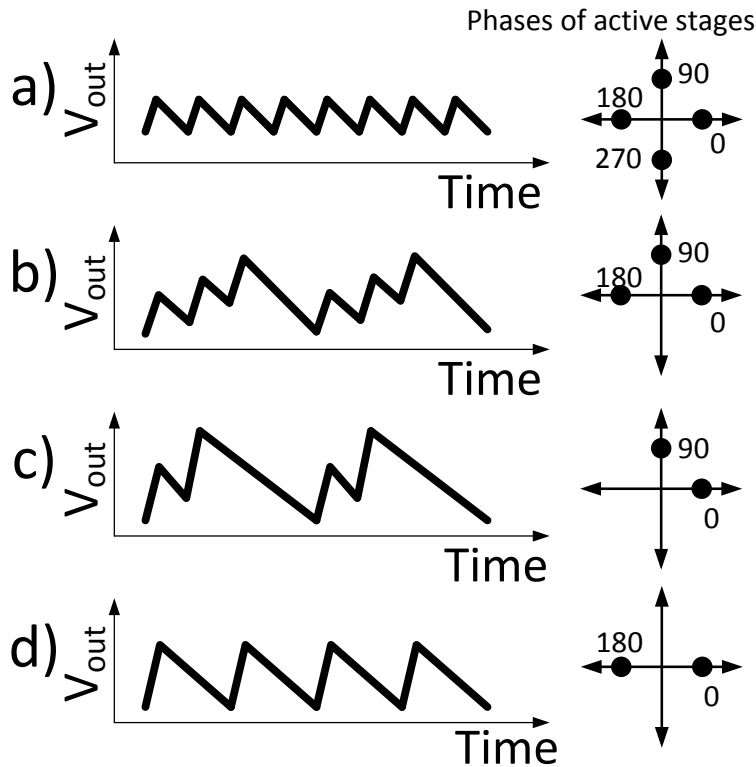 Phases of active stages
a)
Vout
Time
90
180
0
270
b)
Vout
Time
90
180
0
c)
Vout
Time
90
0
d)
Vout
Time
180
0